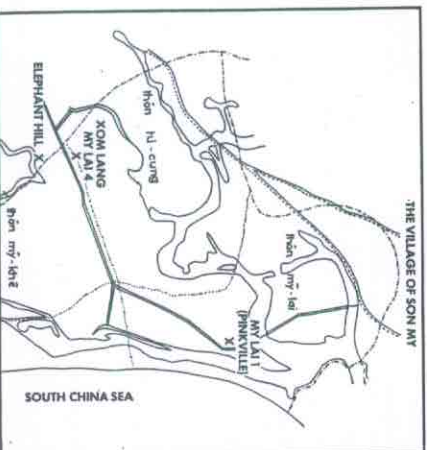 THE VILLAGE OF SON MY
ELEPHANT HILL X
XOM LANG
MY LAI 4
X
thôn tư-cung
thôn mỹ-lai
MY LAI 1
(PINKVILLE)
X
thôn mỹ-khê
SOUTH CHINA SEA